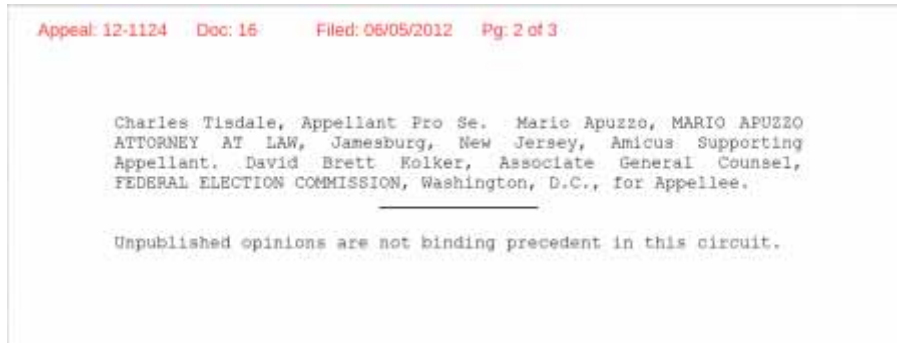 Appeal: 12-1124 Doc: 16 Filed: 06/05/2012 Pg: 2 of 3
Charles Tisdale, Appellant Pro Se. Mario Apuzzo, MARIO APUZZO
ATTORNEY AT LAW, Jamesburg, New Jersey, Amicus Supporting
Appellant. David Brett Kolker, Associate General Counsel,
FEDERAL ELECTION COMMISSION, Washington, D.C., for Appellee.
Unpublished opinions are not binding precedent in this circuit.